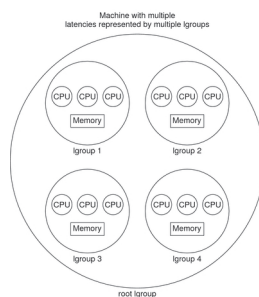 Machine with multiple
latencies represented by multiple lgroups
CPU CPU CPU
Memory
lgroup 1
CPU CPU CPU
Memory
lgroup 2
CPU CPU CPU
Memory
lgroup 3
CPU CPU CPU
Memory
lgroup 4
root lgroup